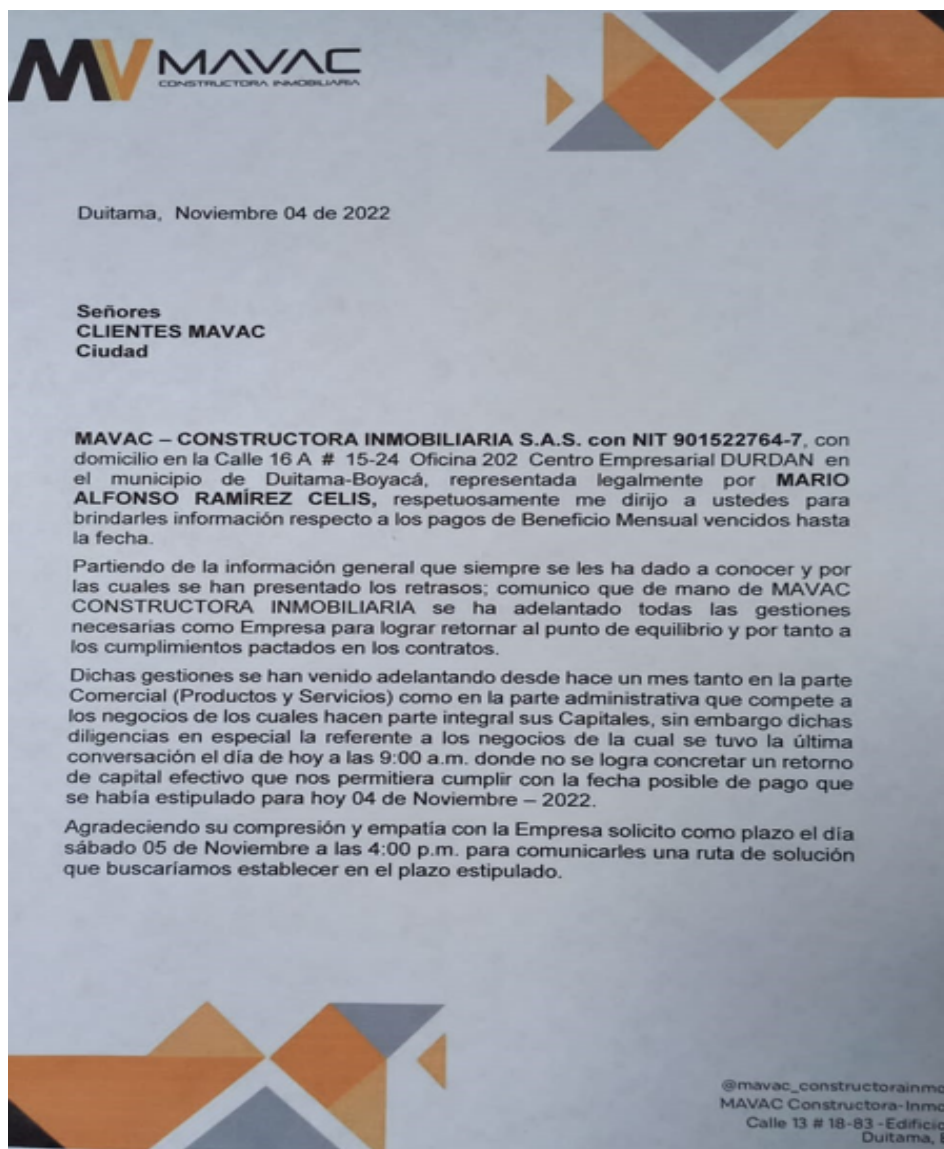 MV MAVAC
CONSTRUCTORA INMOBILIARIA
Duitama, Noviembre 04 de 2022
Señores
CLIENTES MAVAC
Ciudad
MAVAC – CONSTRUCTORA INMOBILIARIA S.A.S. con NIT 901522764-7, con
domicilio en la Calle 16 A # 15-24 Oficina 202 Centro Empresarial DURDAN en
el municipio de Duitama-Boyacá, representada legalmente por MARIO
ALFONSO RAMÍREZ CELIS, respetuosamente me dirijo a ustedes para
brindarles información respecto a los pagos de Beneficio Mensual vencidos hasta
la fecha.
Partiendo de la información general que siempre se les ha dado a conocer y por
las cuales se han presentado los retrasos; comunico que de mano de MAVAC
CONSTRUCTORA INMOBILIARIA se ha adelantado todas las gestiones
necesarias como Empresa para lograr retornar al punto de equilibrio y por tanto a
los cumplimientos pactados en los contratos.
Dichas gestiones se han venido adelantando desde hace un mes tanto en la parte
Comercial (Productos y Servicios) como en la parte administrativa que compete a
los negocios de los cuales hacen parte integral sus Capitales, sin embargo dichas
diligencias en especial la referente a los negocios de la cual se tuvo la última
conversación el día de hoy a las 9:00 a.m. donde no se logra concretar un retorno
de capital efectivo que nos permitiera cumplir con la fecha posible de pago que
se había estipulado para hoy 04 de Noviembre – 2022.
Agradeciendo su compresión y empatía con la Empresa solicito como plazo el día
sábado 05 de Noviembre a las 4:00 p.m. para comunicarles una ruta de solución
que buscaríamos establecer en el plazo estipulado.
@mavac_constructorainmo
MAVAC Constructora-Inmo
Calle 13 # 18-83 - Edificio
Duitama,